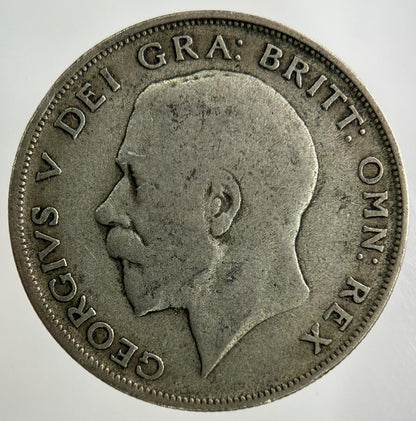 GEORGIVS V DEI GRA: BRITT: OMN: REX